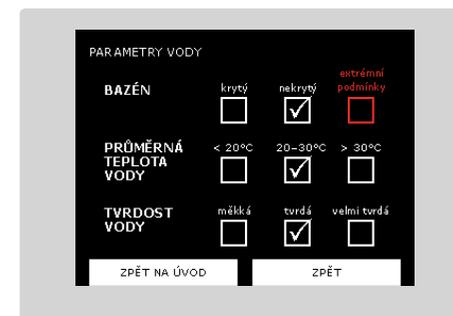 PARAMETRY VODY
extrémní
BAZÉN krytý nekrytý podmínky
PRŮMĚRNÁ < 20°C 20–30°C > 30°C
TEPLOTA
VODY
TVRDOST měkká tvrdá velmi tvrdá
VODY
ZPĚT NA ÚVOD ZPĚT